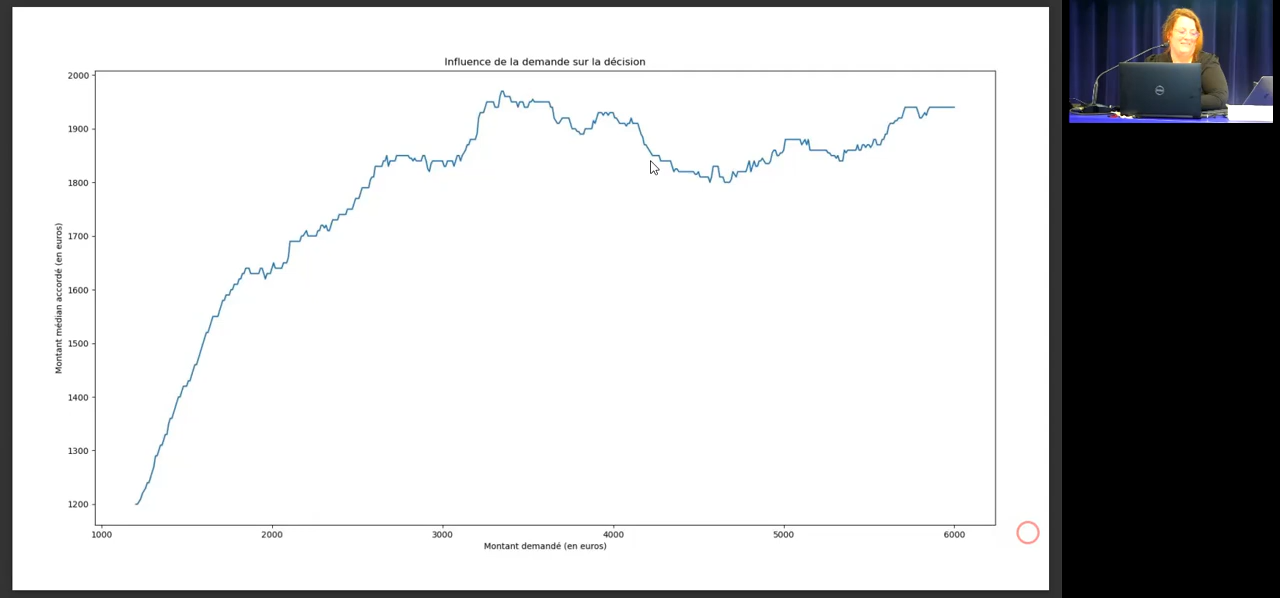 Influence de la demande sur la décision
2000
1900
1800
1700
1600
1500
1400
1300
1200
Montant médian accordé (en euros)
1000 2000 3000 4000 5000 6000
Montant demandé (en euros)